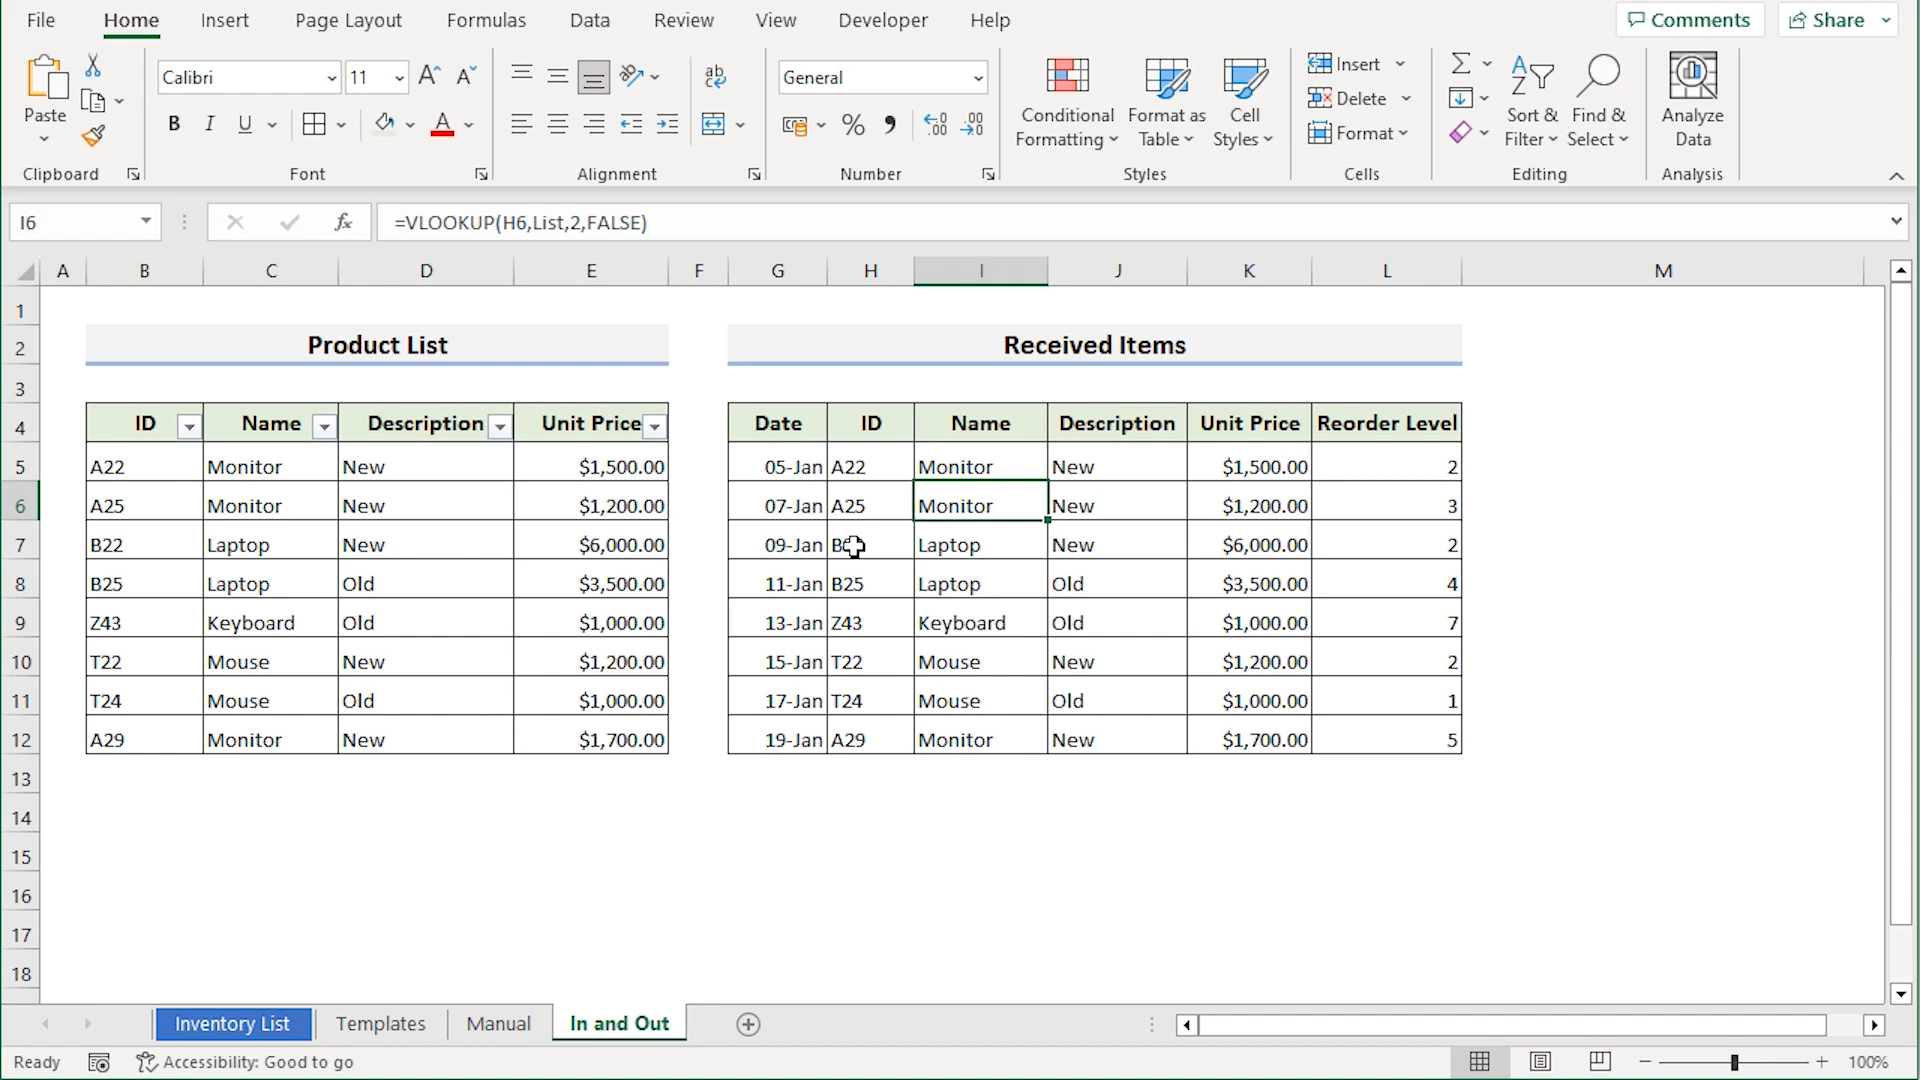 File Home Insert Page Layout Formulas Data Review View Developer Help Comments Share
Calibri 11 General Insert
Delete
Paste B I U Conditional Formatting Format as Table Cell Styles Format Sort & Filter Find & Select Analyze Data
Clipboard Font Alignment Number Styles Cells Editing Analysis
I6 fx =VLOOKUP(H6,List,2,FALSE)
A B C D E F G H I J K L M
1
2 Product List Received Items
3
4 ID Name Description Unit Price Date ID Name Description Unit Price Reorder Level
5 A22 Monitor New $1,500.00 05-Jan A22 Monitor New $1,500.00 2
6 A25 Monitor New $1,200.00 07-Jan A25 Monitor New $1,200.00 3
7 B22 Laptop New $6,000.00 09-Jan Laptop New $6,000.00 2
8 B25 Laptop Old $3,500.00 11-Jan B25 Laptop Old $3,500.00 4
9 Z43 Keyboard Old $1,000.00 13-Jan Z43 Keyboard Old $1,000.00 7
10 T22 Mouse New $1,200.00 15-Jan T22 Mouse New $1,200.00 2
11 T24 Mouse Old $1,000.00 17-Jan T24 Mouse Old $1,000.00 1
12 A29 Monitor New $1,700.00 19-Jan A29 Monitor New $1,700.00 5
13
14
15
16
17
18
Inventory List Templates Manual In and Out
Ready Accessibility: Good to go 100%